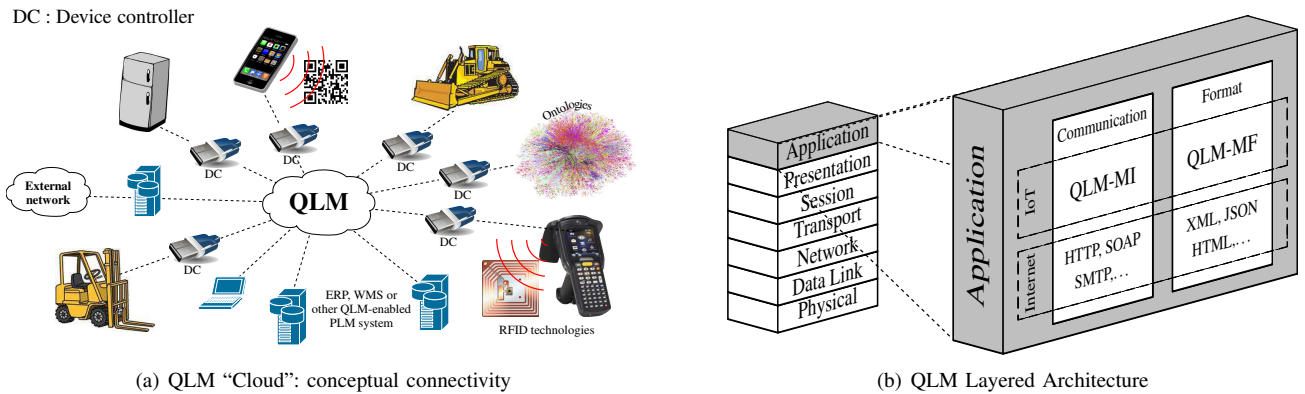 DC : Device controller
DC
DC
DC
DC
DC
DC
Ontologies
External
network
QLM
ERP, WMS or
other QLM-enabled
PLM system
RFID technologies
(a) QLM “Cloud”: conceptual connectivity
Application
Presentation
Session
Transport
Network
Data Link
Physical
Application
Communication
Format
IoT
QLM-MI
QLM-MF
Internet
HTTP, SOAP
SMTP,...
XML, JSON
HTML,...
(b) QLM Layered Architecture